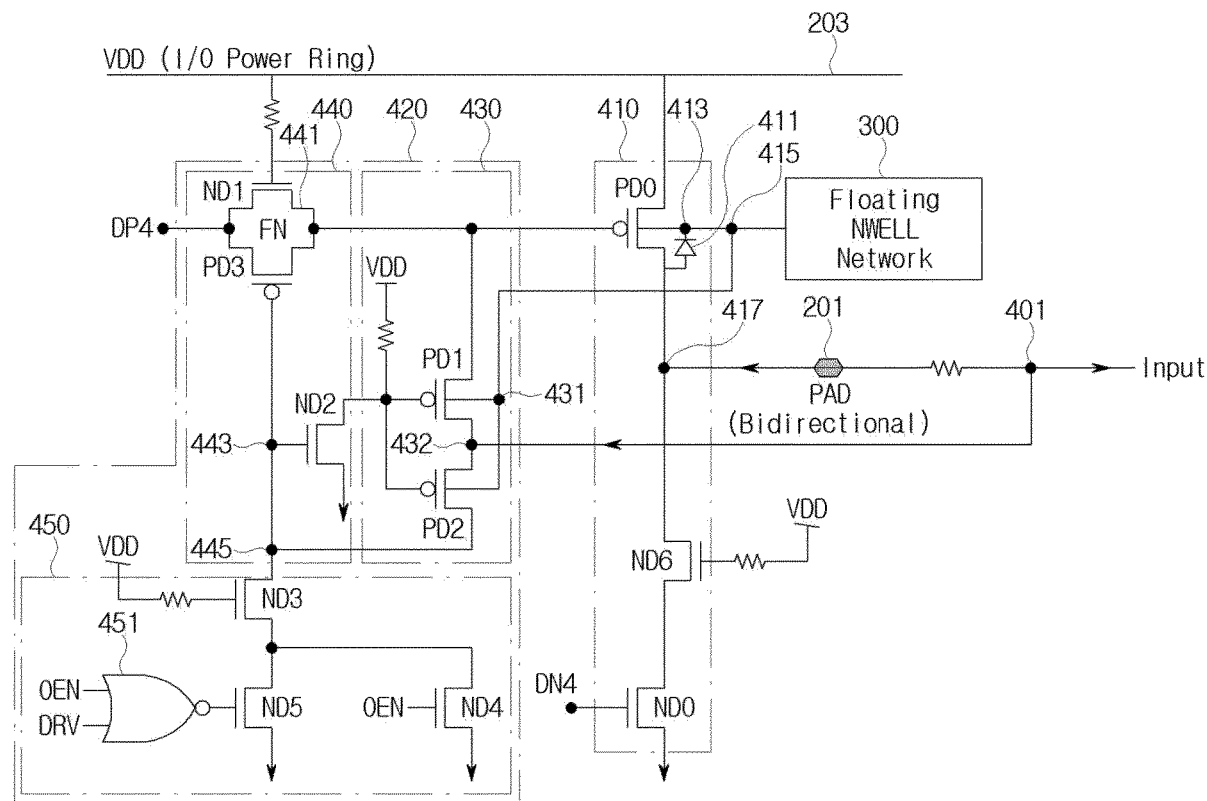 203
VDD (I/O Power Ring)
440
420
430
410
413
411
415
300
441
ND1
PD0
Floating
NWELL
Network
DP4
FN
PD3
VDD
417
201
401
PD1
Input
ND2
431
PAD
(Bidirectional)
443
432
PD2
VDD
450
445
VDD
ND6
ND3
451
OEN
DRV
ND5
OEN
ND4
DN4
ND0